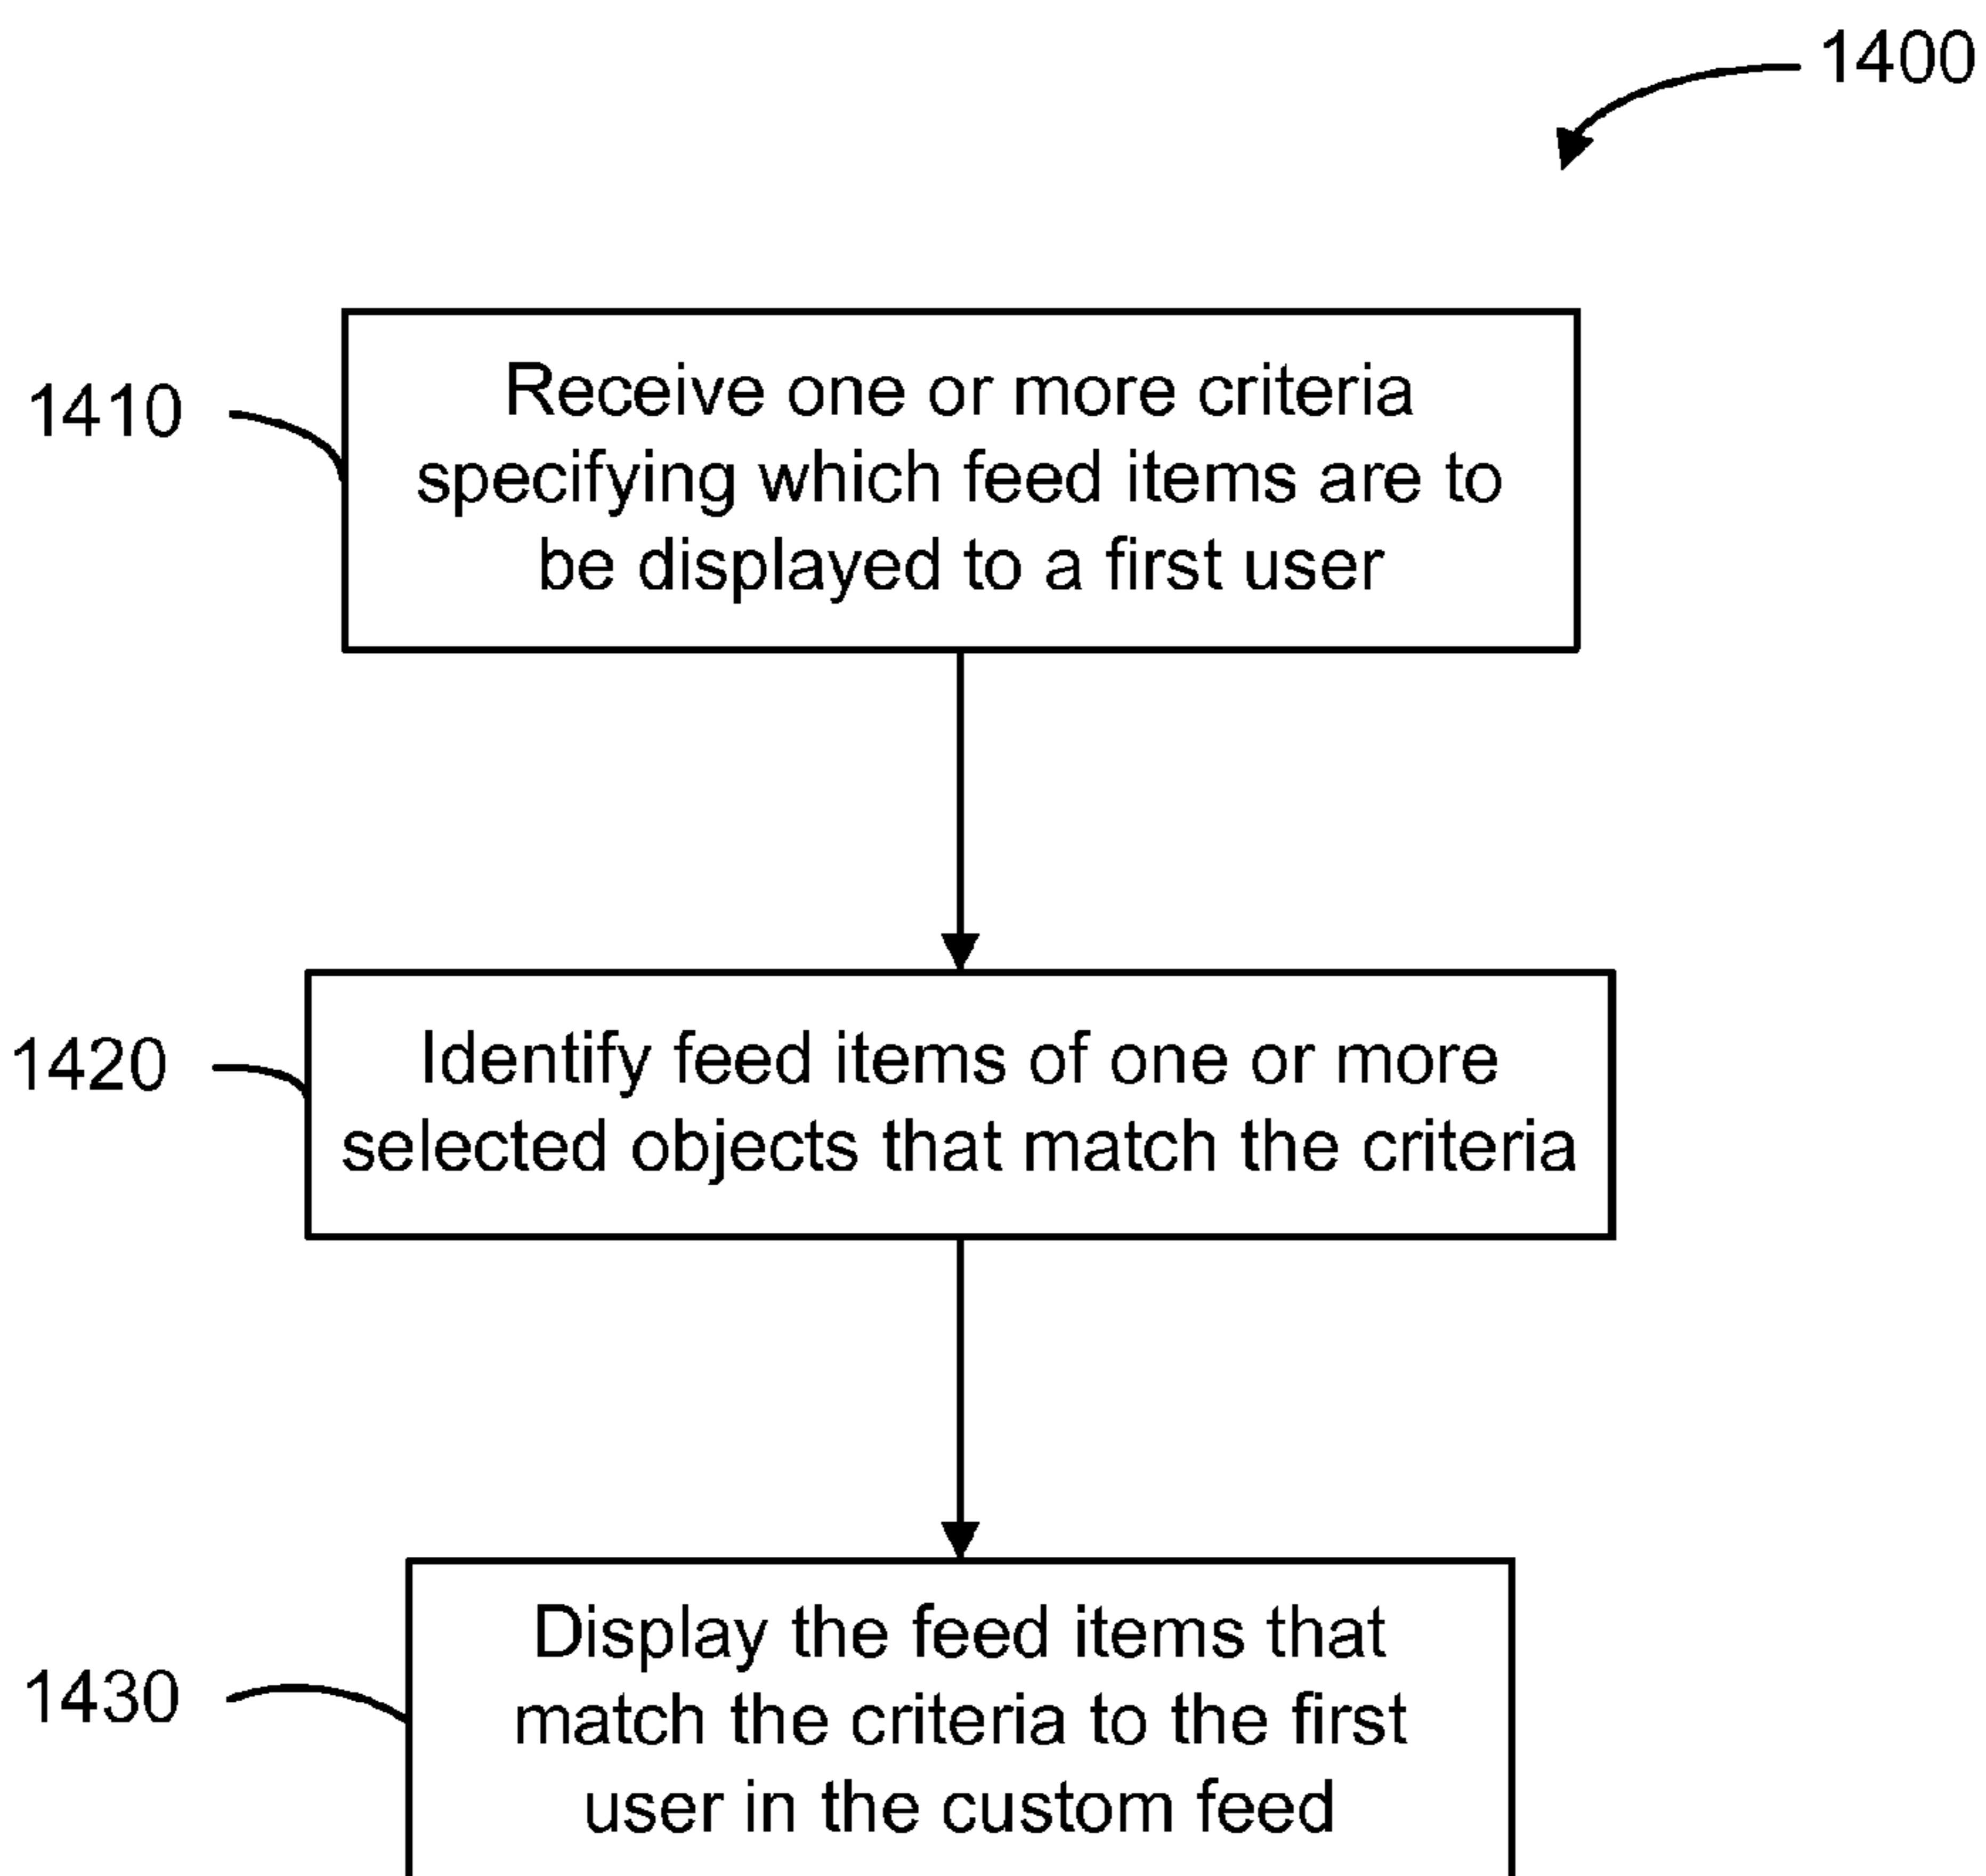 1400
1410
Receive one or more criteria
specifying which feed items are to
be displayed to a first user
1420
Identify feed items of one or more
selected objects that match the criteria
1430
Display the feed items that
match the criteria to the first
user in the custom feed